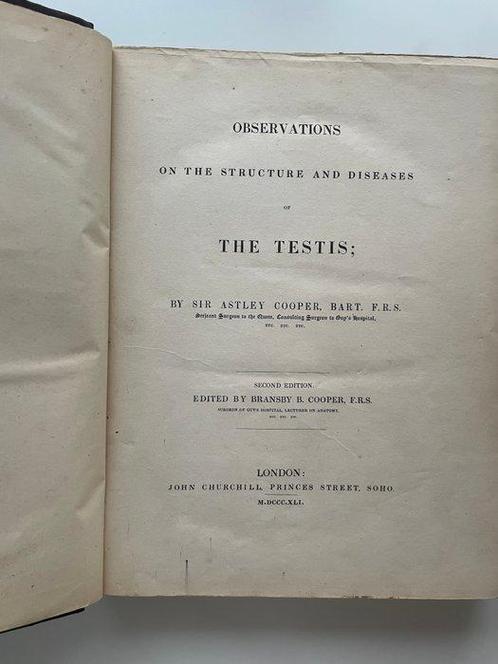 OBSERVATIONS
ON THE STRUCTURE AND DISEASES
OF
THE TESTIS;
BY SIR ASTLEY COOPER, BART. F.R.S.
Serjeant Surgeon to the Queen, Consulting Surgeon to Guy's Hospital,
ETC. ETC. ETC.
SECOND EDITION.
EDITED BY BRANSBY B. COOPER, F.R.S.
SURGEON OF GUY'S HOSPITAL, LECTURER ON ANATOMY,
ETC. ETC. ETC.
LONDON:
JOHN CHURCHILL, PRINCES STREET, SOHO.
M.DCCC.XLI.